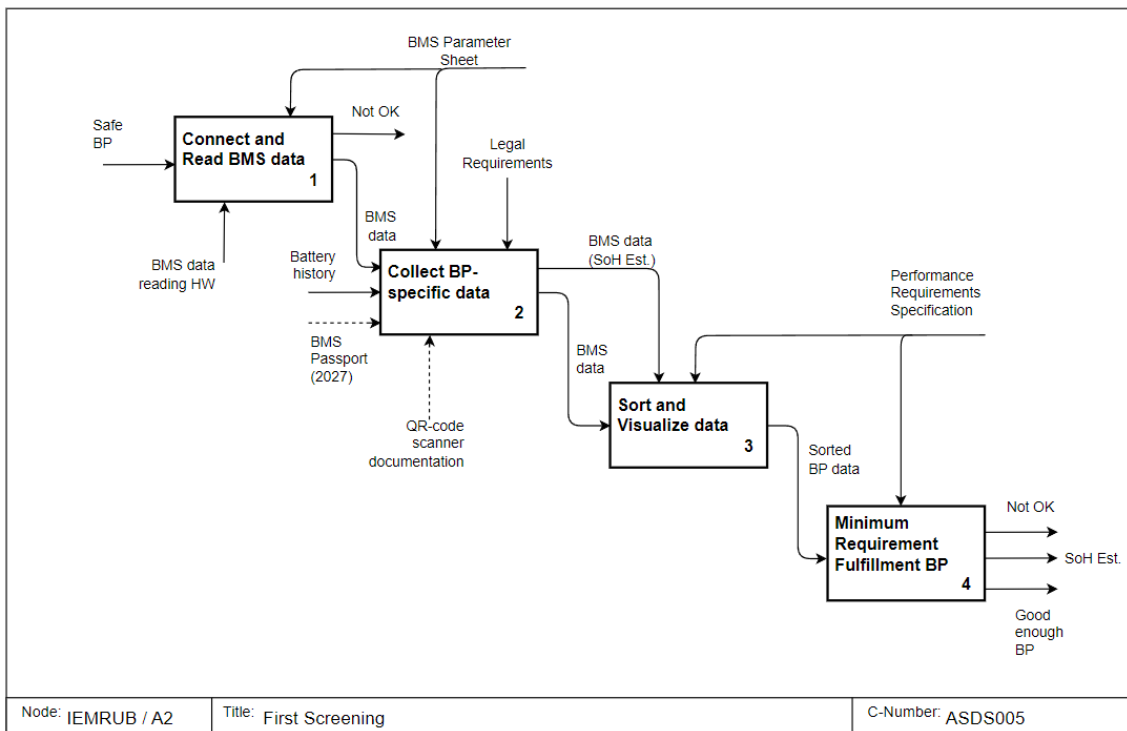 BMS Parameter
Sheet
Safe
BP
Not OK
Connect and
Read BMS data
1
Legal
Requirements
BMS data
reading HW
BMS
data
Battery
history
BMS data
(SoH Est.)
Collect BP-
specific data
2
Performance
Requirements
Specification
BMS
Passport
(2027)
BMS
data
QR-code
scanner
documentation
Sort and
Visualize data
3
Sorted
BP data
Minimum
Requirement
Fulfillment BP
4
Not OK
SoH Est.
Good
enough
BP
Node: IEMRUB / A2
Title: First Screening
C-Number: ASDS005